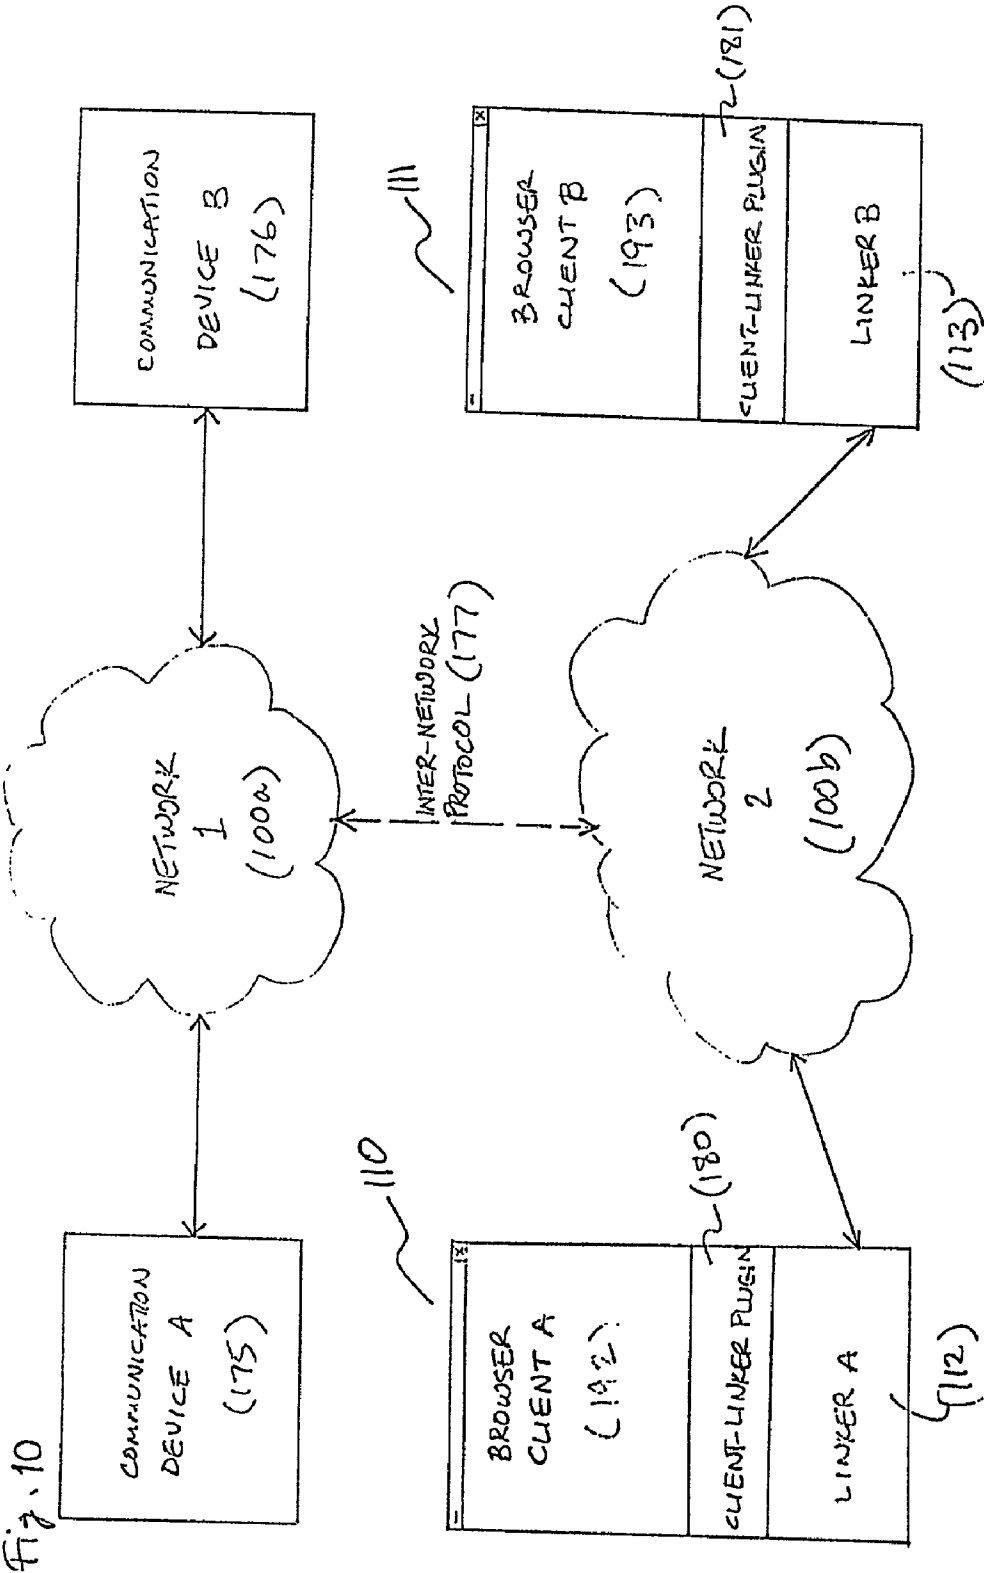 Fig. 10
COMMUNICATION
DEVICE A
(175)
NETWORK
1
(100a)
COMMUNICATION
DEVICE B
(176)
INTER-NETWORK
PROTOCOL (177)
110
BROWSER
CLIENT A
(192)
CLIENT-LINKER PLUGIN
(180)
LINKER A
(112)
NETWORK
2
(100b)
111
- x
BROWSER
CLIENT B
(193)
CLIENT-LINKER PLUGIN
(181)
LINKER B
(113)
- x